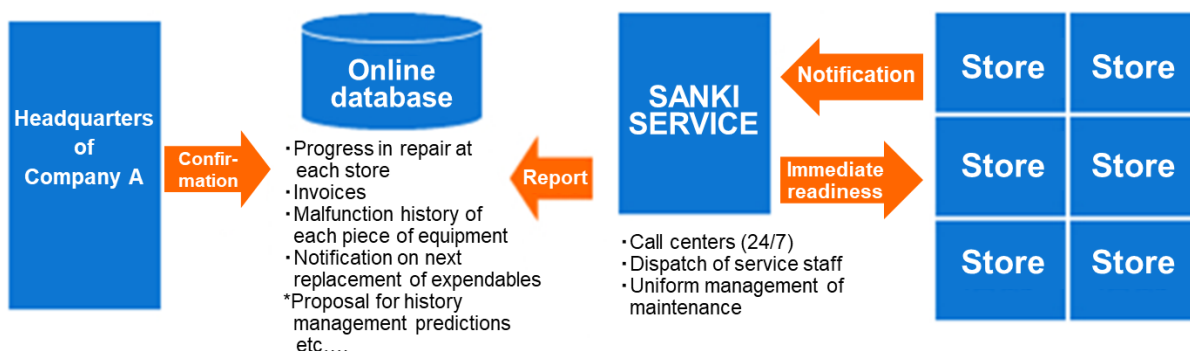 Headquarters
of
Company A
Confir-
mation
Online
database
・Progress in repair at
each store
・Invoices
・Malfunction history of
each piece of equipment
・Notification on next
replacement of expendables
*Proposal for history
management predictions
etc....
Report
SANKI
SERVICE
・Call centers (24/7)
・Dispatch of service staff
・Uniform management of
maintenance
Notification
Immediate
readiness
Store
Store
Store
Store
Store
Store